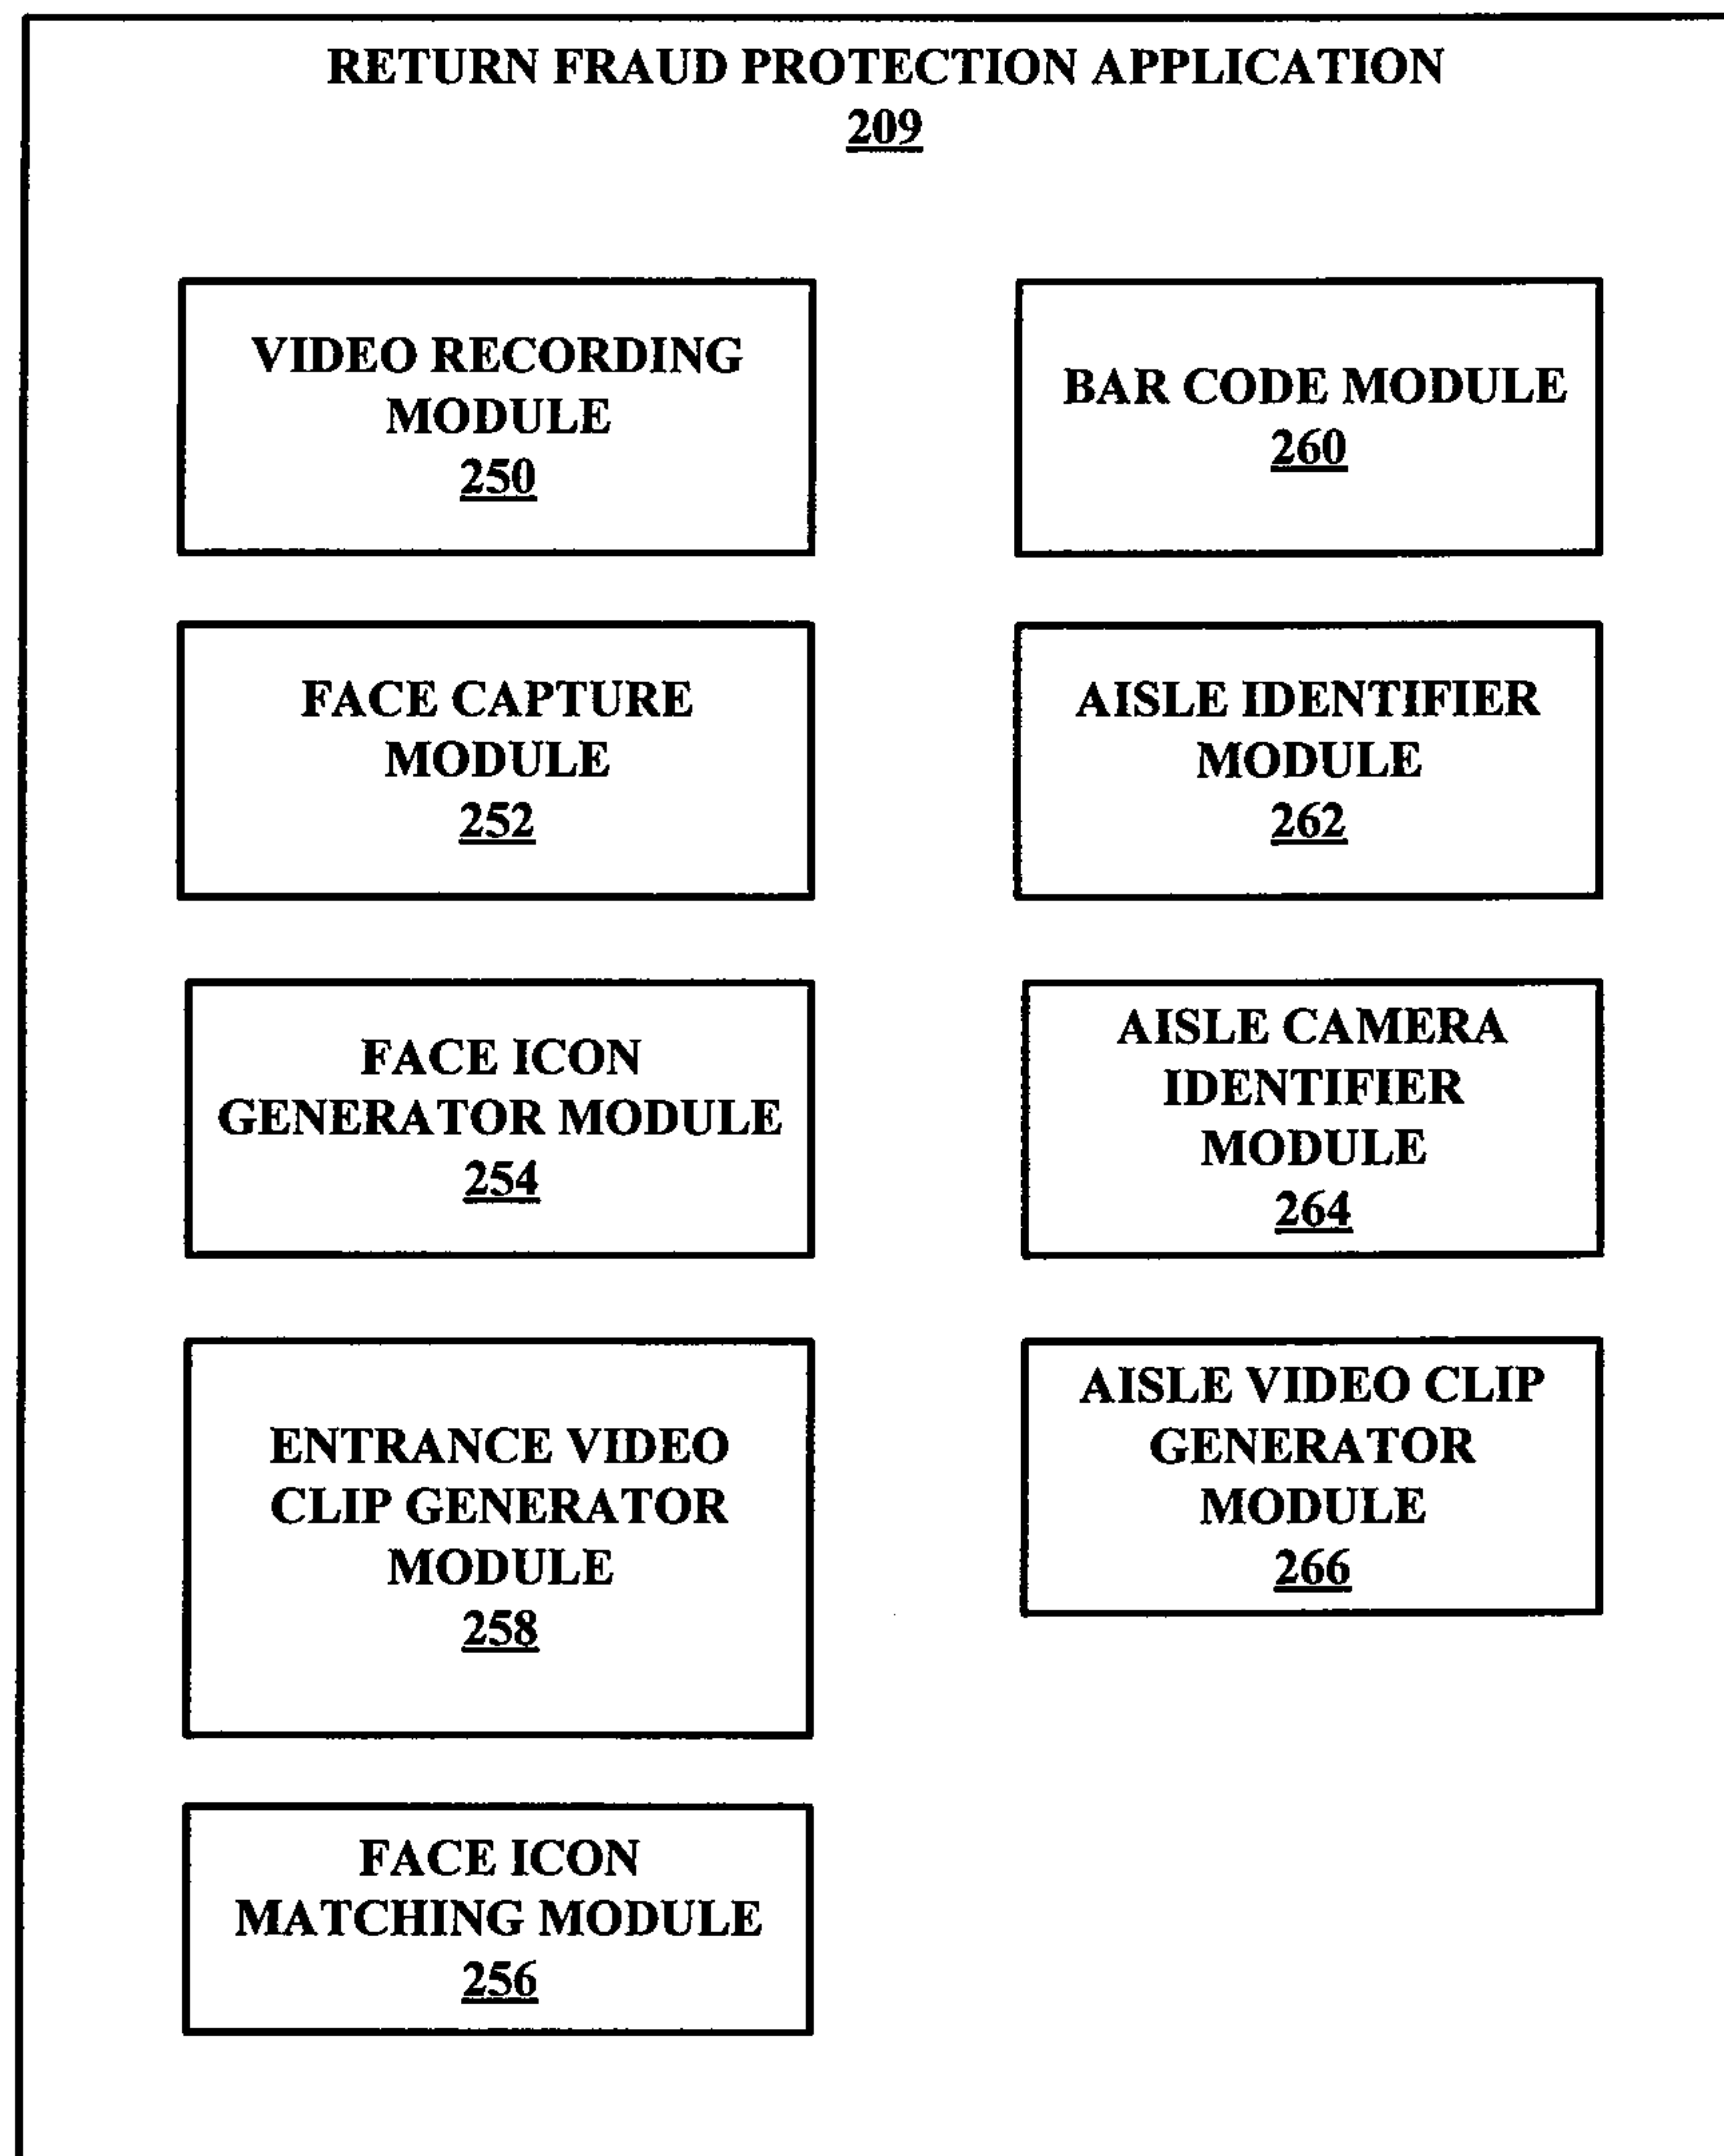 RETURN FRAUD PROTECTION APPLICATION
209
VIDEO RECORDING
MODULE
250
FACE CAPTURE
MODULE
252
FACE ICON
GENERATOR MODULE
254
ENTRANCE VIDEO
CLIP GENERATOR
MODULE
258
FACE ICON
MATCHING MODULE
256
BAR CODE MODULE
260
AISLE IDENTIFIER
MODULE
262
AISLE CAMERA
IDENTIFIER
MODULE
264
AISLE VIDEO CLIP
GENERATOR
MODULE
266